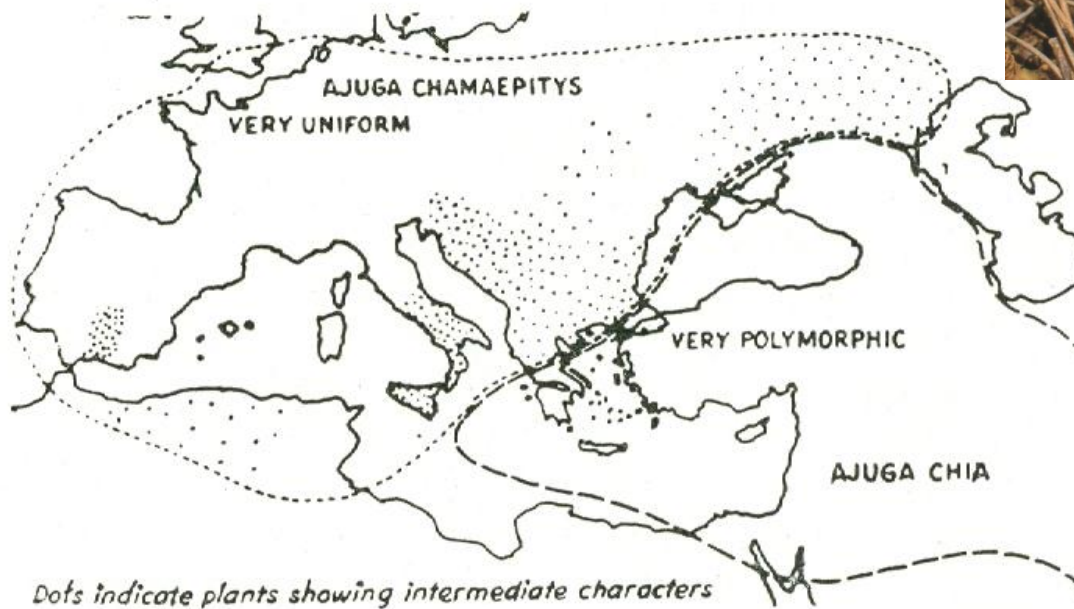 AJUGA CHAMAEPITYS
VERY UNIFORM
VERY POLYMORPHIC
AJUGA CHIA
Dots indicate plants showing intermediate characters